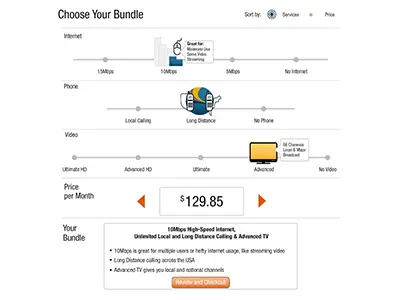 Choose Your Bundle
Sort by: Services Price
Internet
Great for:
Moderate Use
Some Video
Streaming
15Mbps 10Mbps 5Mbps No Internet
Phone
Local Calling Long Distance No Phone
Video
66 Channels
Local & Major
Broadcast
Ultimate HD Advanced HD Ultimate Advanced No Video
Price
per Month
$129.85
Your
Bundle
10Mbps High-Speed Internet,
Unlimited Local and Long Distance Calling & Advanced TV
• 10Mbps is great for multiple users or hefty internet usage, like streaming video
• Long Distance calling across the USA
• Advanced TV gives you local and national channels
Review and Checkout